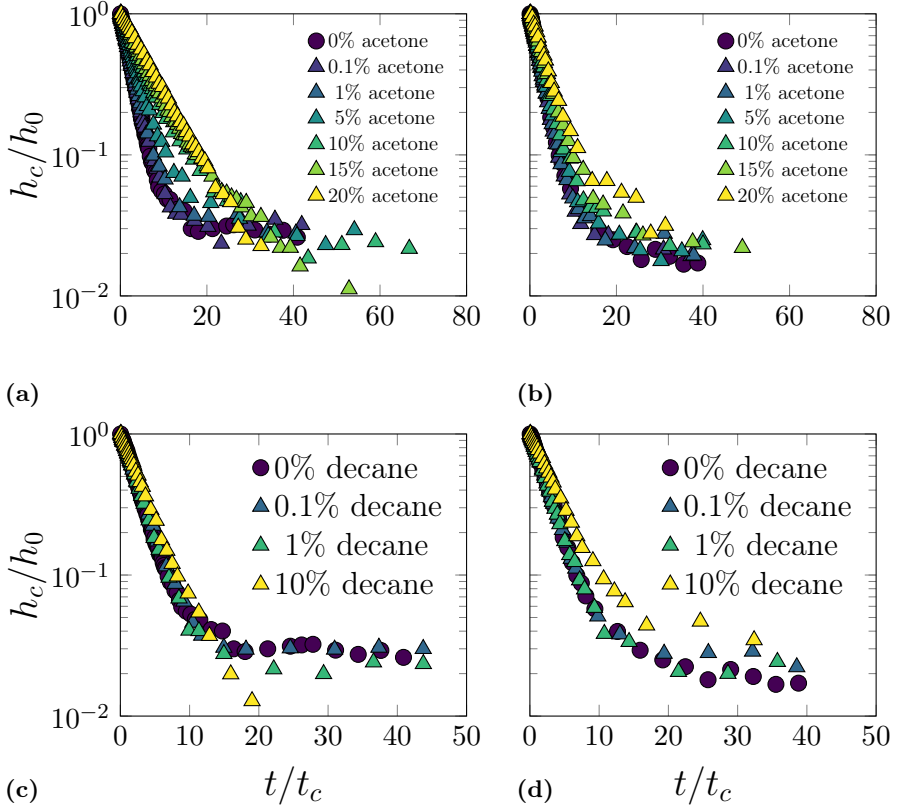 10⁰
10⁻¹
10⁻²
h_c/h_0
0% acetone
0.1% acetone
1% acetone
5% acetone
10% acetone
15% acetone
20% acetone
0 20 40 60 80
(a)
0% acetone
0.1% acetone
1% acetone
5% acetone
10% acetone
15% acetone
20% acetone
0 20 40 60 80
(b)
10⁰
10⁻¹
10⁻²
h_c/h_0
0% decane
0.1% decane
1% decane
10% decane
0 10 20 30 40 50
t/t_c
(c)
0% decane
0.1% decane
1% decane
10% decane
0 10 20 30 40 50
t/t_c
(d)